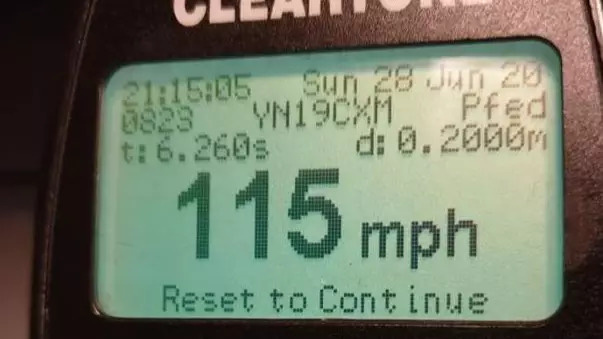 CLEARTONE
21:15:05 Sun 28 Jun 20
0823 YN19CXM Pfed
t: 6.260s d: 0.2000m
115 mph
Reset to Continue